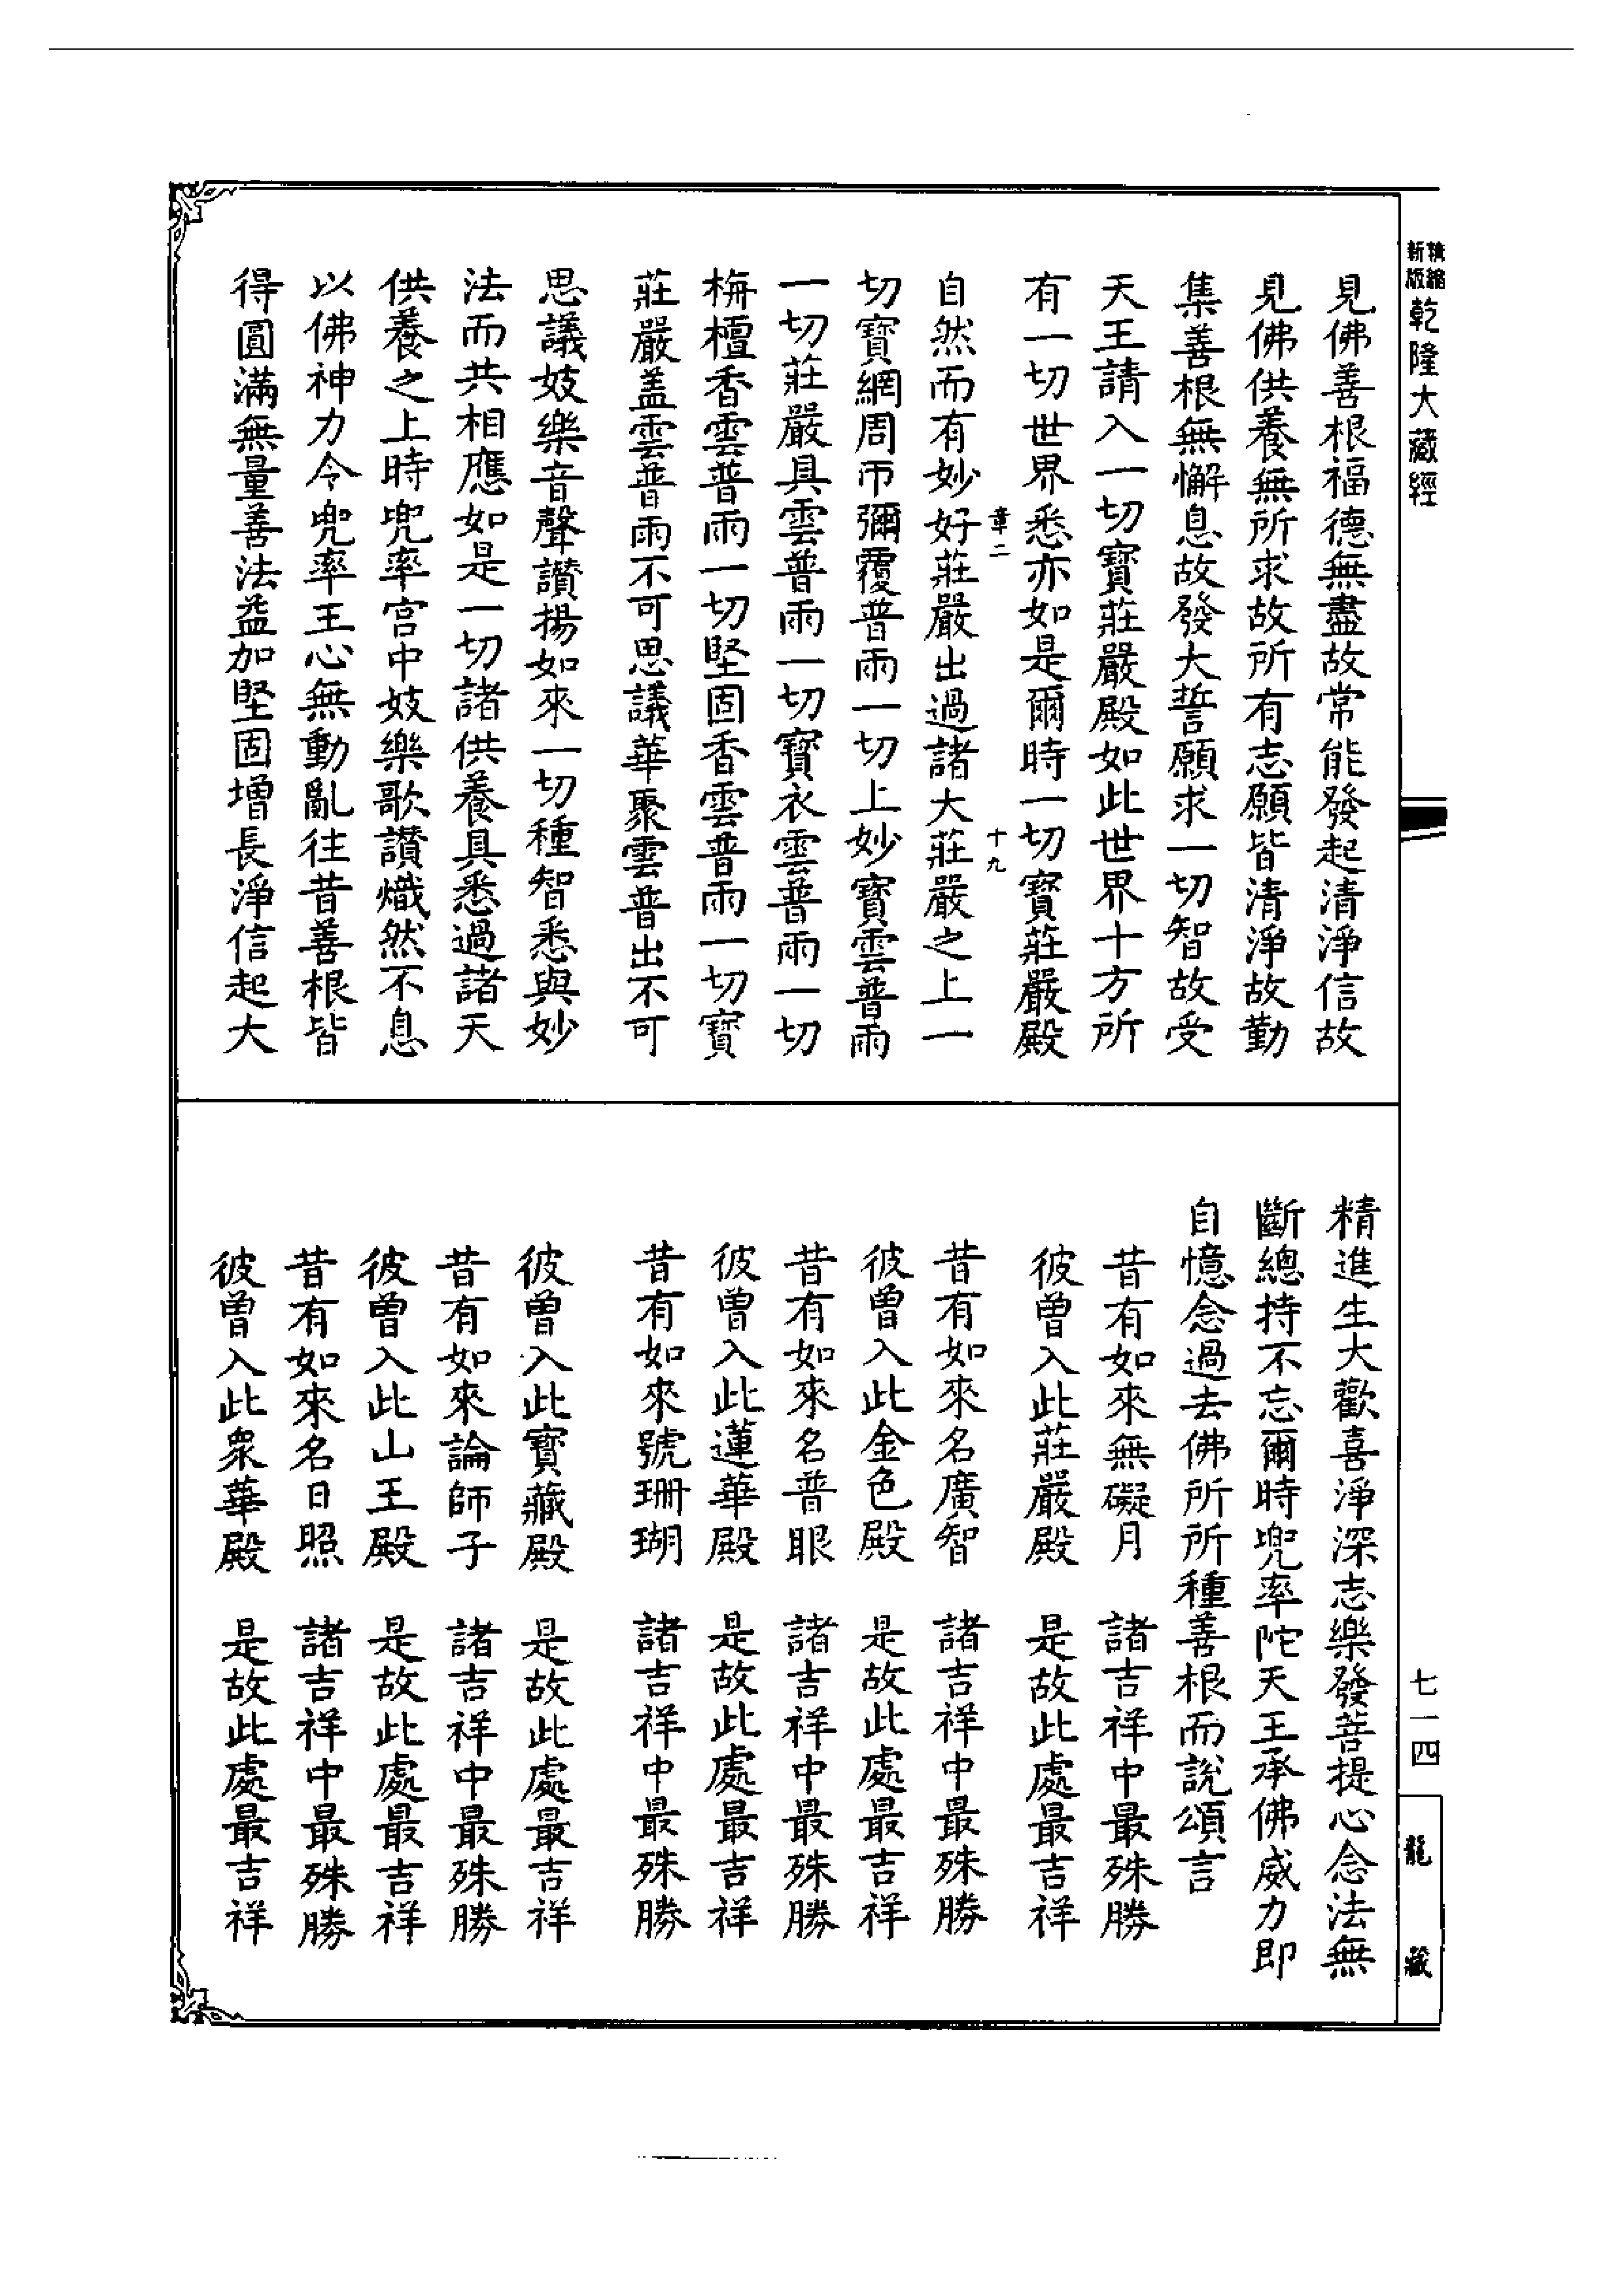 精縮新版乾隆大藏經
見佛善根福德無盡故常能發起清淨信故
見佛供養無所求故所有志願皆清淨故勤
集善根無懈息故發大誓願求一切智故受
天王請入一切寶莊嚴殿如此世界十方所
有一切世界悉亦如是爾時一切寶莊嚴殿
章二 十九
自然而有妙好莊嚴出過諸大莊嚴之上一
切寶網周帀彌覆普雨一切上妙寶雲普雨
一切莊嚴具雲普雨一切寶衣雲普雨一切
栴檀香雲普雨一切堅固香雲普雨一切寶
莊嚴盖雲普雨不可思議華聚雲普出不可
思議妓樂音聲讃揚如來一切種智悉與妙
法而共相應如是一切諸供養具悉過諸天
供養之上時兜率宮中妓樂歌讃熾然不息
以佛神力令兜率王心無動亂往昔善根皆
得圓滿無量善法益加堅固增長淨信起大
精進生大歡喜淨深志樂發菩提心念法無
斷總持不忘爾時兜率陀天王承佛威力即
自憶念過去佛所所種善根而說頌言
昔有如來無礙月 諸吉祥中最殊勝
彼曾入此莊嚴殿 是故此處最吉祥
昔有如來名廣智 諸吉祥中最殊勝
彼曾入此金色殿 是故此處最吉祥
昔有如來名普眼 諸吉祥中最殊勝
彼曾入此蓮華殿 是故此處最吉祥
昔有如來號珊瑚 諸吉祥中最殊勝
彼曾入此寶藏殿 是故此處最吉祥
昔有如來論師子 諸吉祥中最殊勝
彼曾入此山王殿 是故此處最吉祥
昔有如來名日照 諸吉祥中最殊勝
彼曾入此衆華殿 是故此處最吉祥
七一四
龍藏